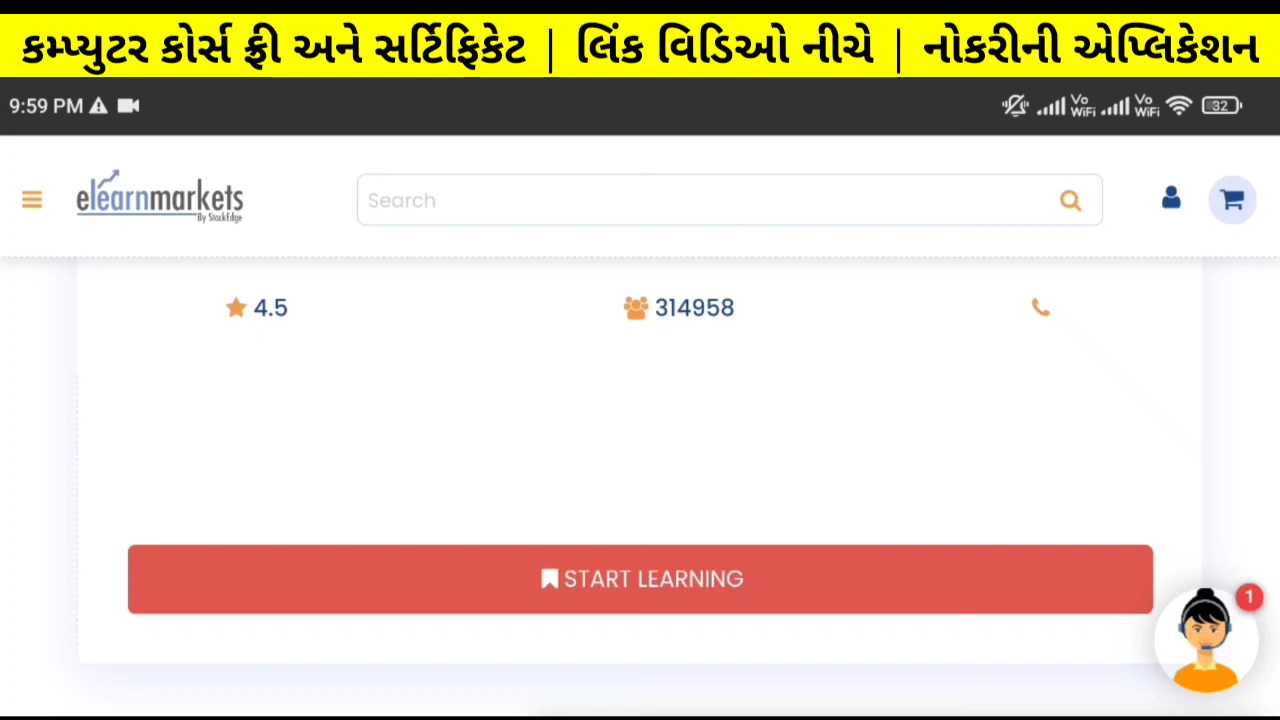 કમ્પ્યુટર કોર્સ ફ્રી અને સર્ટિફિકેટ | લિંક વિડિઓ નીચે | નોકરીની એપ્લિકેશન
9:59 PM Vo WiFi Vo WiFi 32
elearnmarkets
By StockEdge
Search
4.5 314958
START LEARNING
1